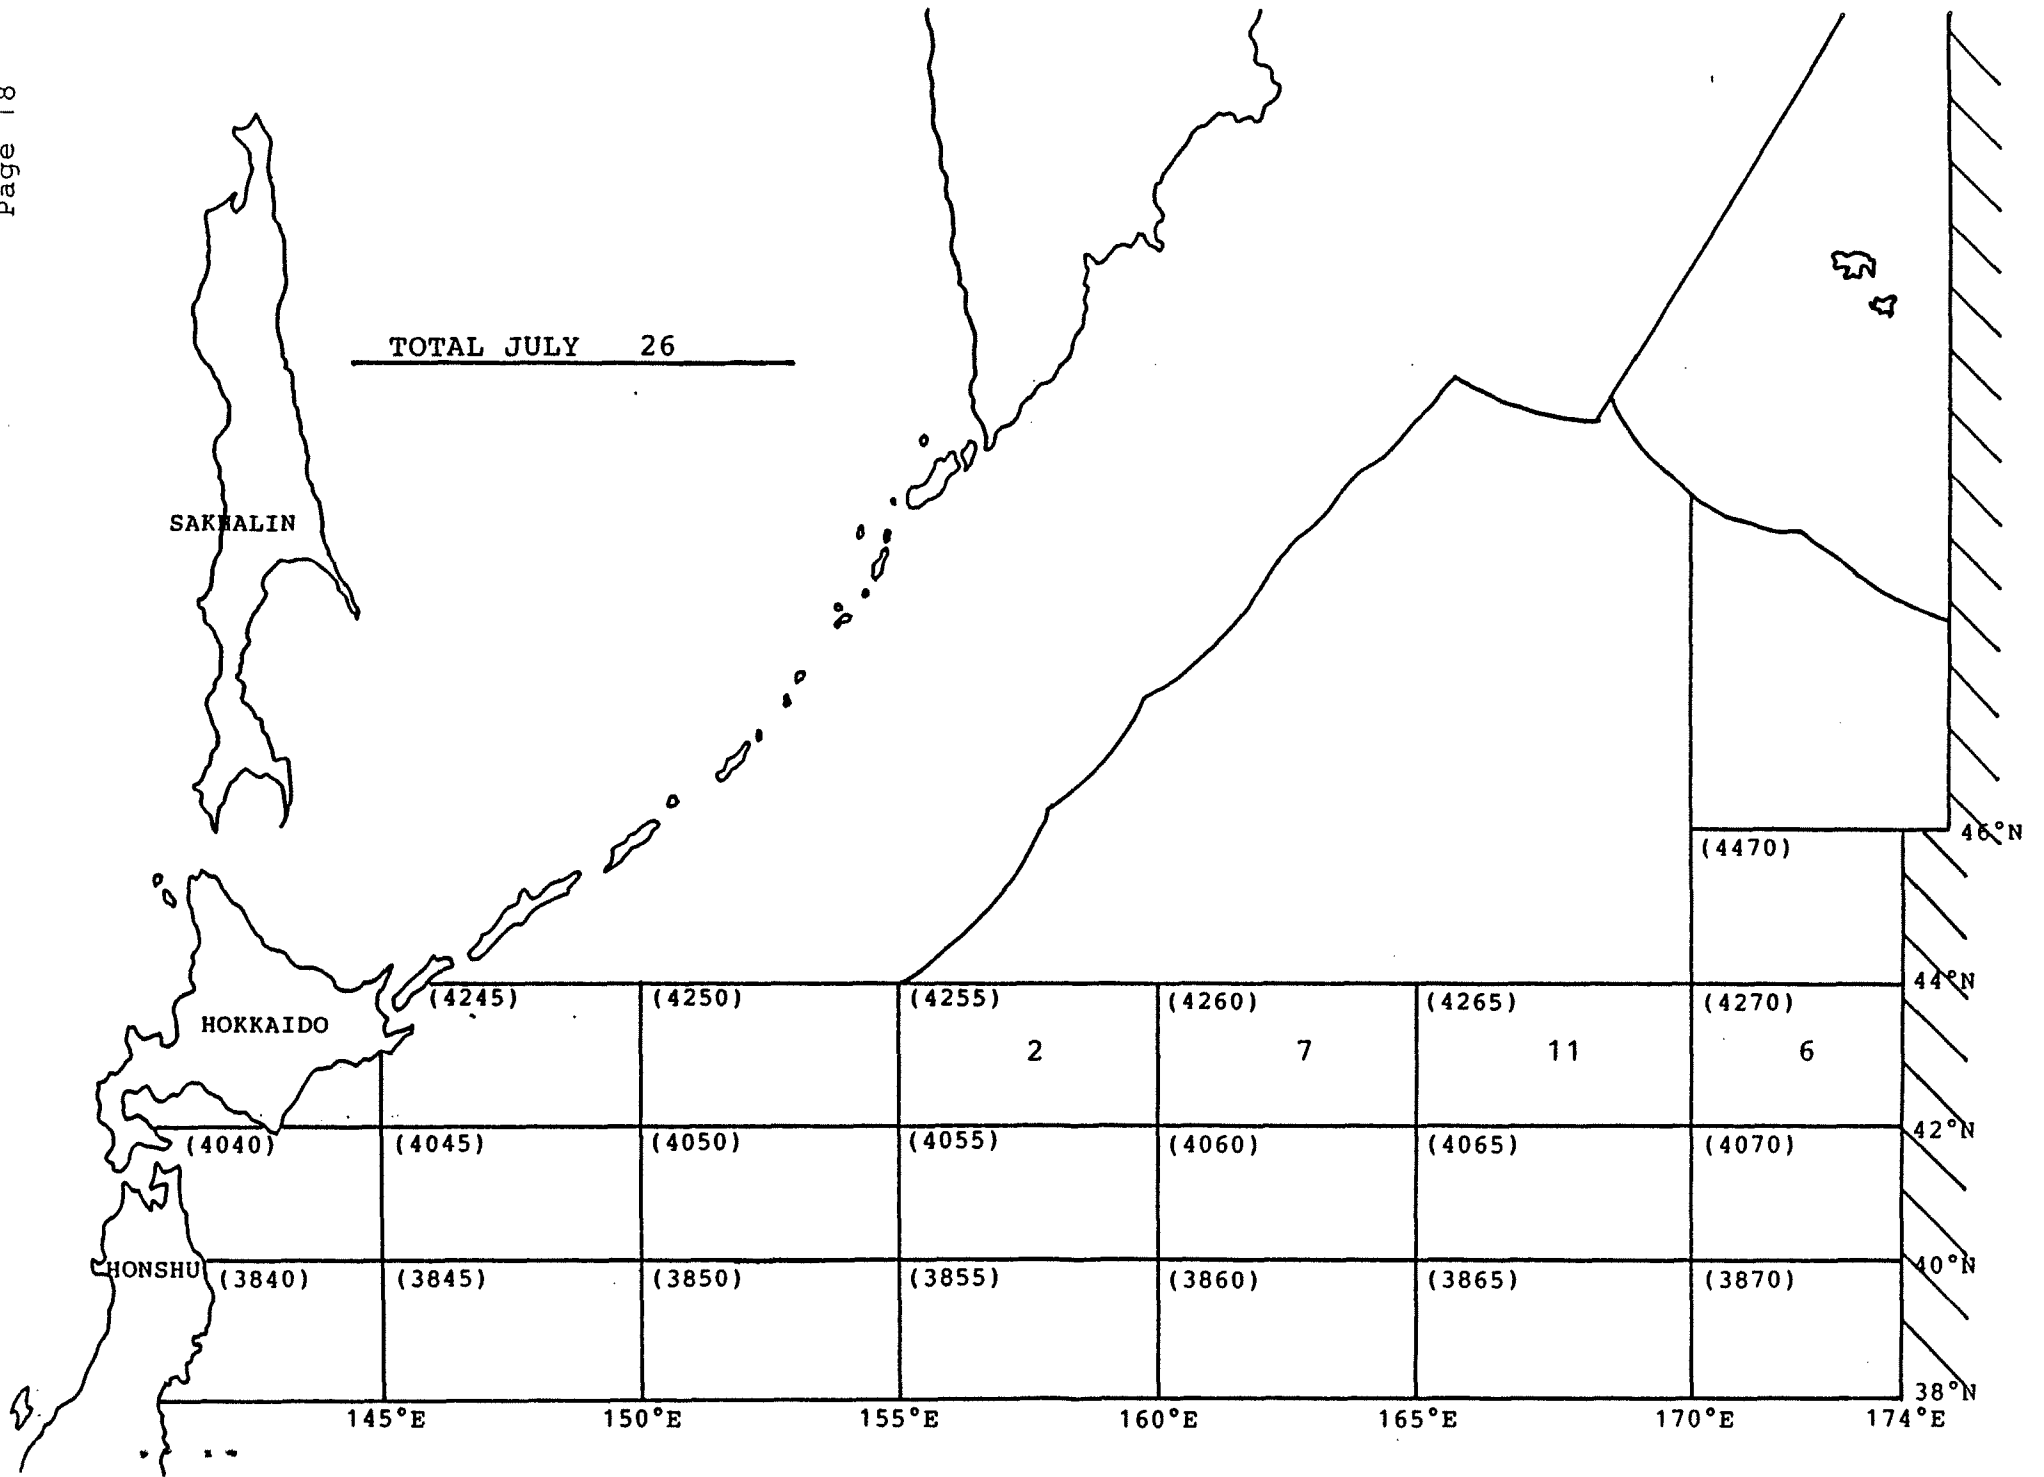 Page 18
TOTAL JULY 26
SAKHALIN
46°N
(4470)
44°N
(4245) (4250) (4255) (4260) (4265) (4270)
HOKKAIDO
2 7 11 6
42°N
(4040) (4045) (4050) (4055) (4060) (4065) (4070)
40°N
HONSHU (3840) (3845) (3850) (3855) (3860) (3865) (3870)
38°N
145°E 150°E 155°E 160°E 165°E 170°E 174°E